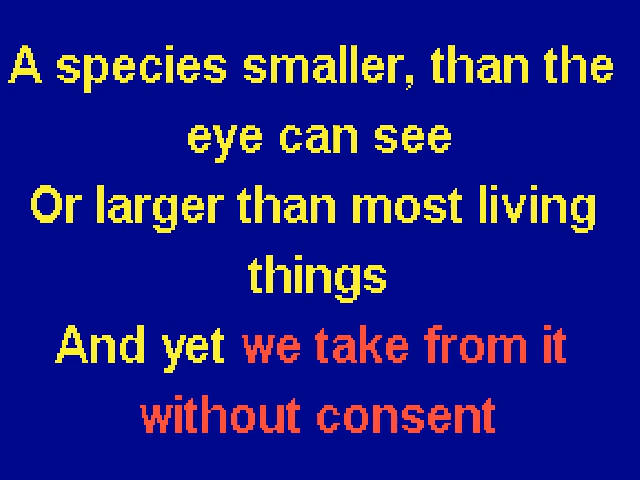 A species smaller, than the
eye can see
Or larger than most living
things
And yet we take from it
without consent